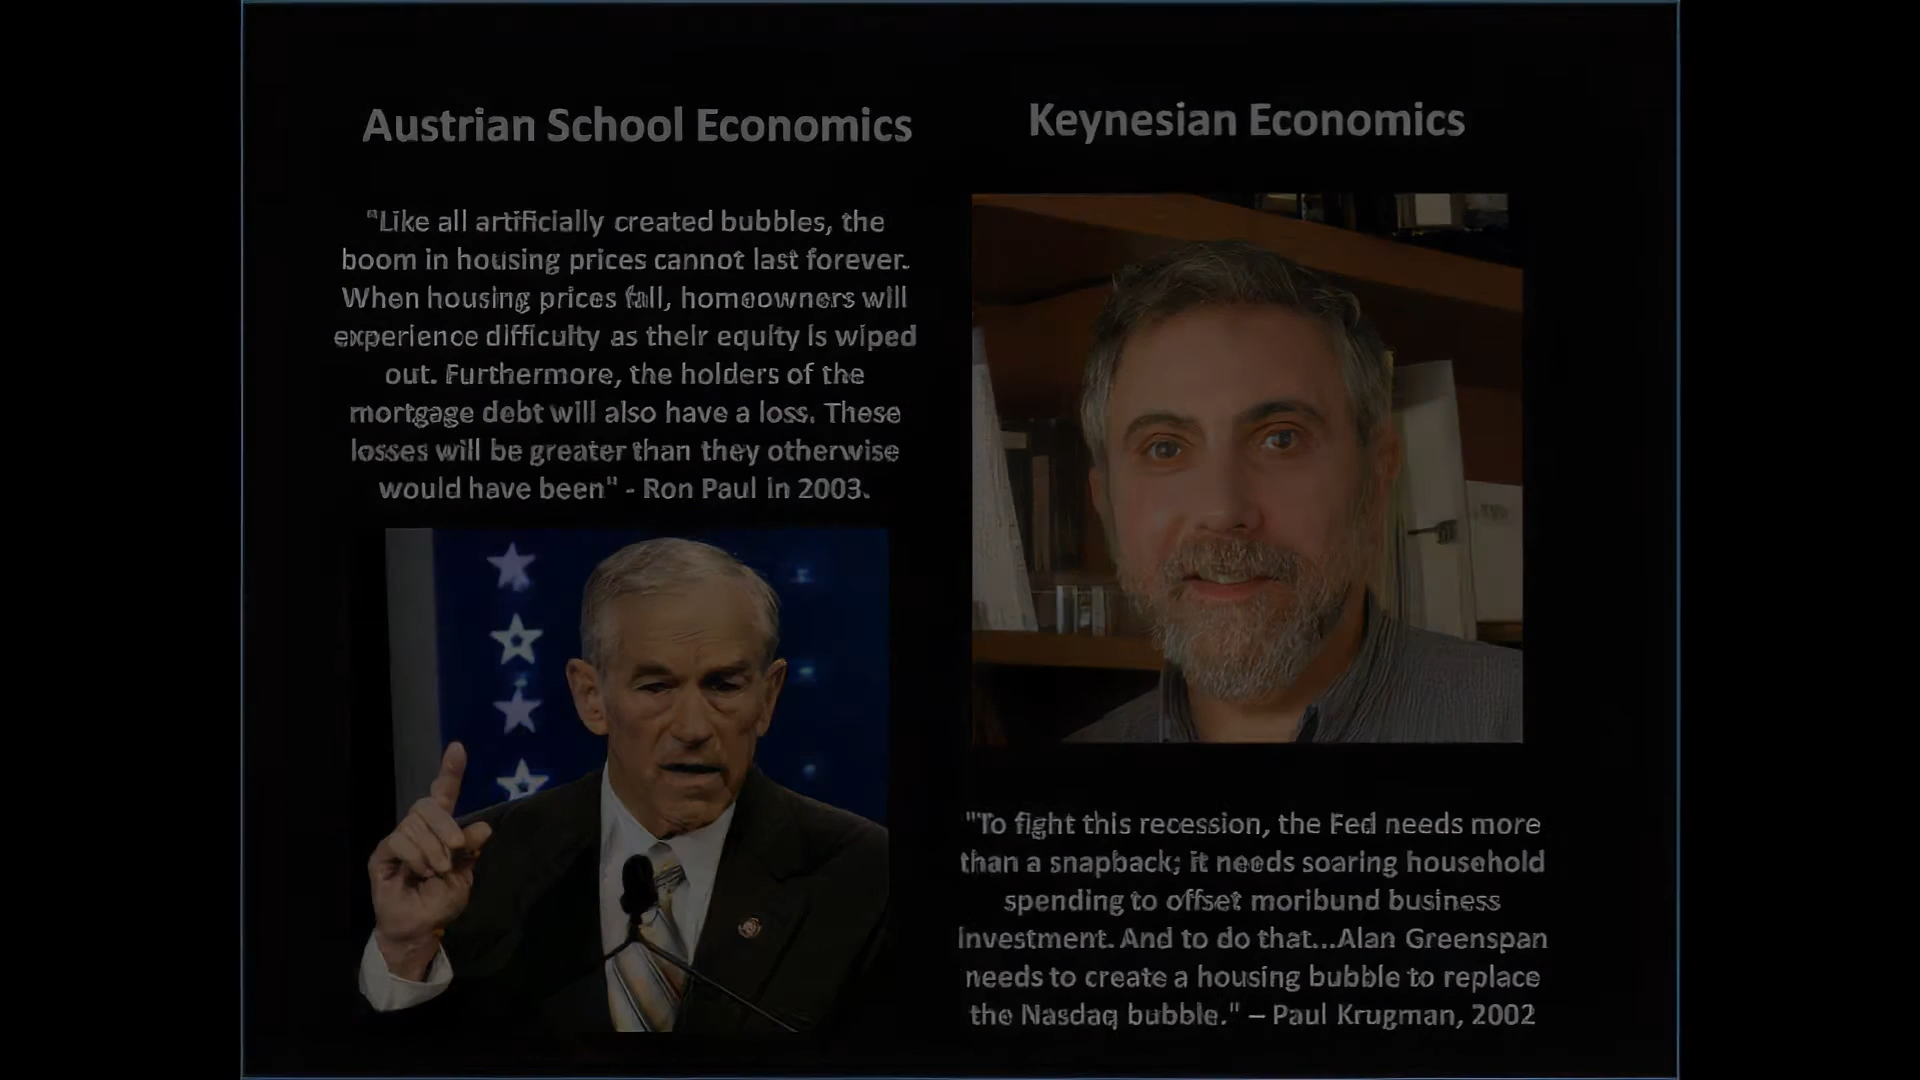 Austrian School Economics
"Like all artificially created bubbles, the
boom in housing prices cannot last forever.
When housing prices fall, homeowners will
experience difficulty as their equity is wiped
out. Furthermore, the holders of the
mortgage debt will also have a loss. These
losses will be greater than they otherwise
would have been" - Ron Paul in 2003.
Keynesian Economics
"To fight this recession, the Fed needs more
than a snapback; it needs soaring household
spending to offset moribund business
investment. And to do that...Alan Greenspan
needs to create a housing bubble to replace
the Nasdaq bubble." – Paul Krugman, 2002